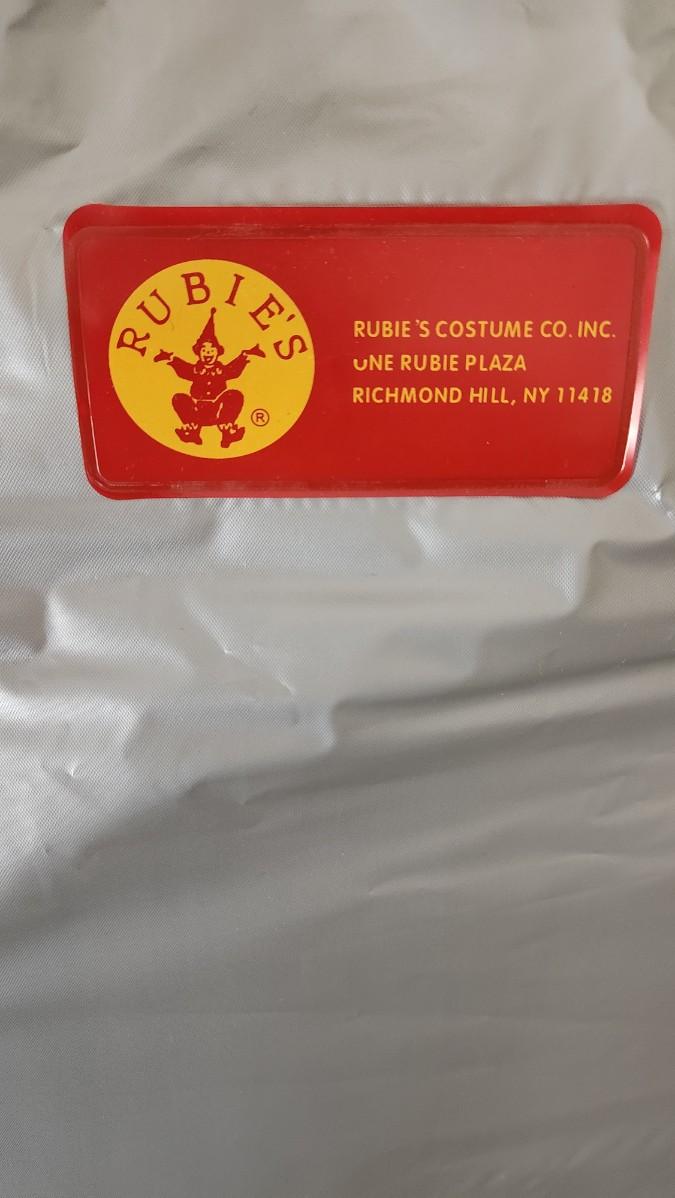 RUBIE'S
®
RUBIE'S COSTUME CO. INC.
ONE RUBIE PLAZA
RICHMOND HILL, NY 11418